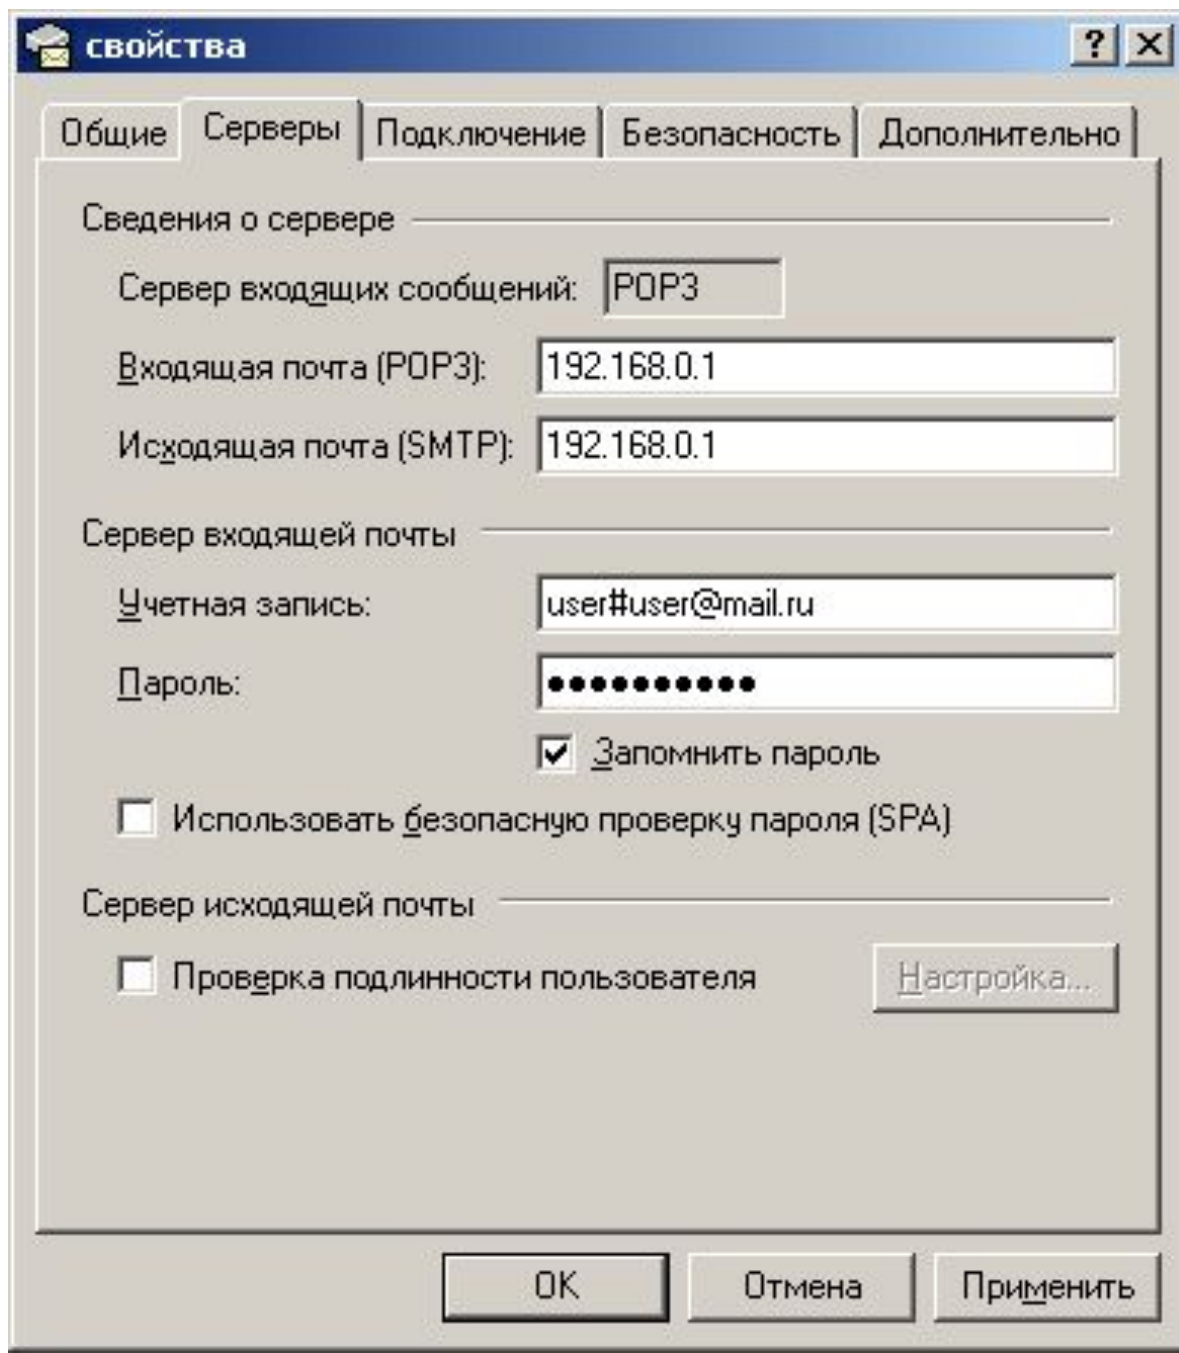 свойства
Общие Серверы Подключение Безопасность Дополнительно
Сведения о сервере
Сервер входящих сообщений: POP3
Входящая почта (POP3): 192.168.0.1
Исходящая почта (SMTP): 192.168.0.1
Сервер входящей почты
Учетная запись: user#user@mail.ru
Пароль: ●●●●●●●●●●
Запомнить пароль
Использовать безопасную проверку пароля (SPA)
Сервер исходящей почты
Проверка подлинности пользователя Настройка...
OK Отмена Применить